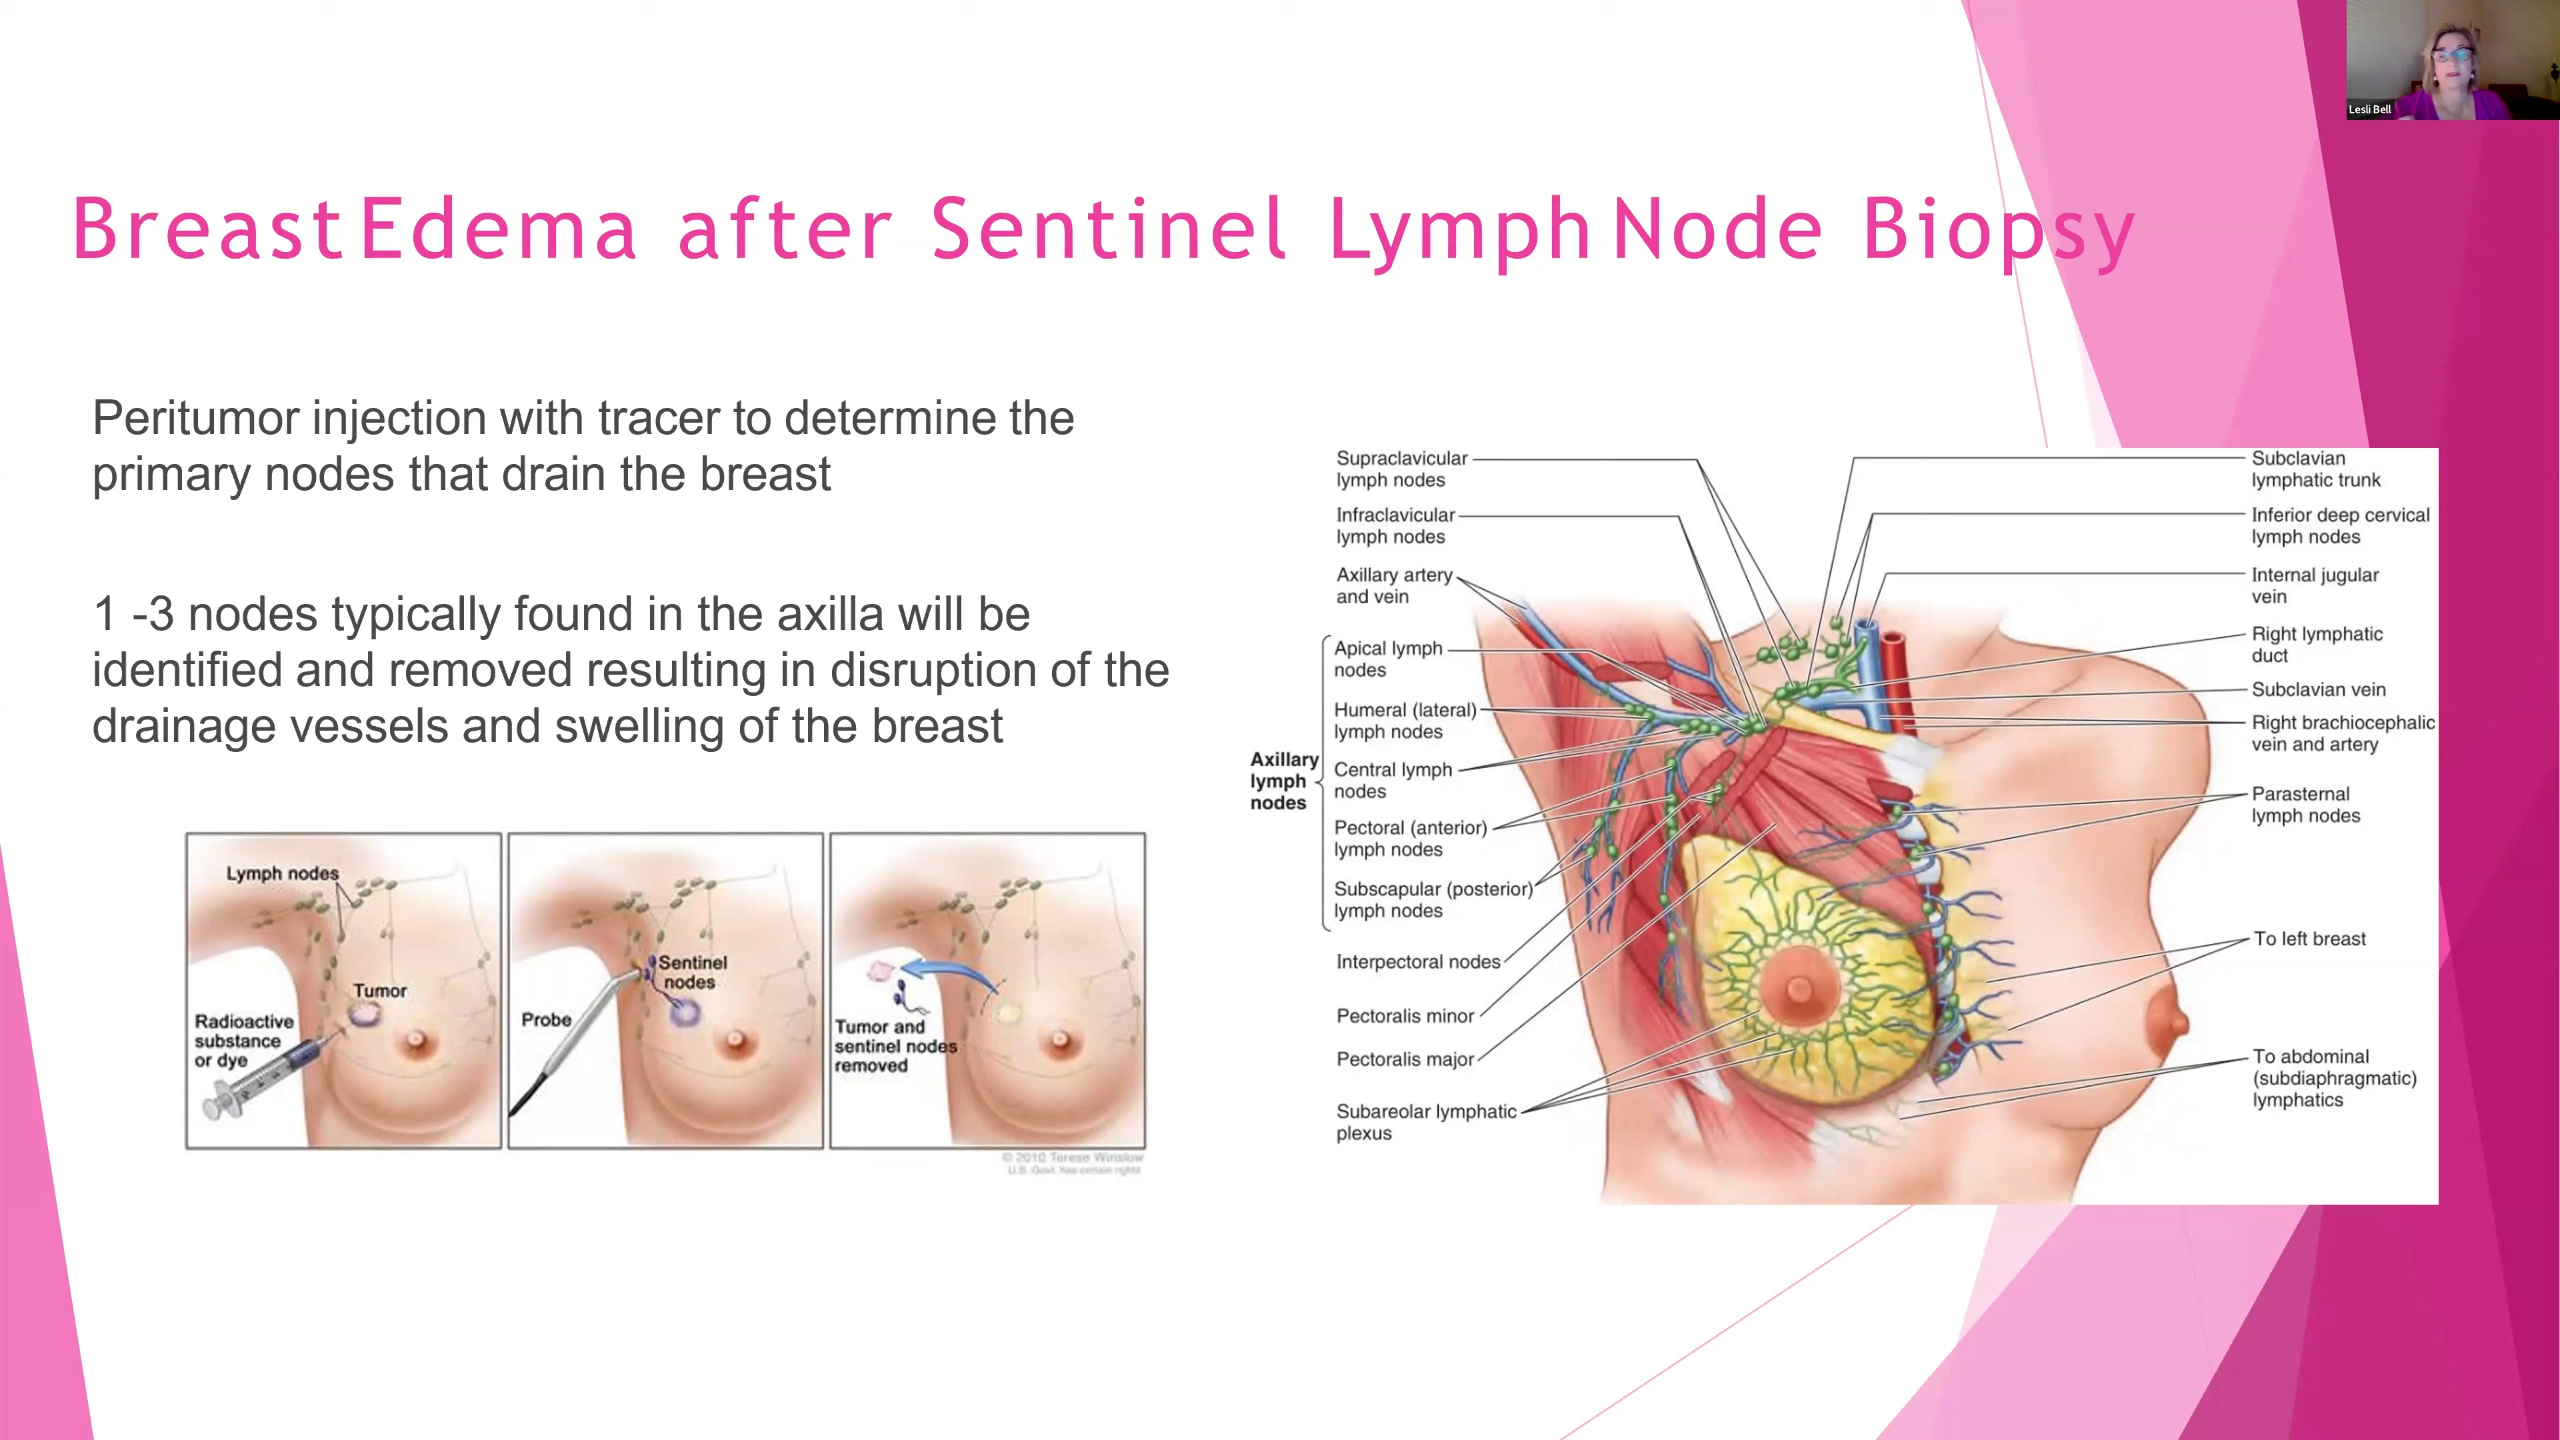 Lesli Bell
Breast Edema after Sentinel Lymph Node Biopsy
Peritumor injection with tracer to determine the
primary nodes that drain the breast
1 -3 nodes typically found in the axilla will be
identified and removed resulting in disruption of the
drainage vessels and swelling of the breast
Lymph nodes
Tumor
Radioactive
substance
or dye
Sentinel
nodes
Probe
Tumor and
sentinel nodes
removed
© 2010 Terese Winslow
U.S. Govt. has certain rights
Supraclavicular
lymph nodes
Infraclavicular
lymph nodes
Axillary artery
and vein
Axillary
lymph
nodes
Apical lymph
nodes
Humeral (lateral)
lymph nodes
Central lymph
nodes
Pectoral (anterior)
lymph nodes
Subscapular (posterior)
lymph nodes
Interpectoral nodes
Pectoralis minor
Pectoralis major
Subareolar lymphatic
plexus
Subclavian
lymphatic trunk
Inferior deep cervical
lymph nodes
Internal jugular
vein
Right lymphatic
duct
Subclavian vein
Right brachiocephalic
vein and artery
Parasternal
lymph nodes
To left breast
To abdominal
(subdiaphragmatic)
lymphatics